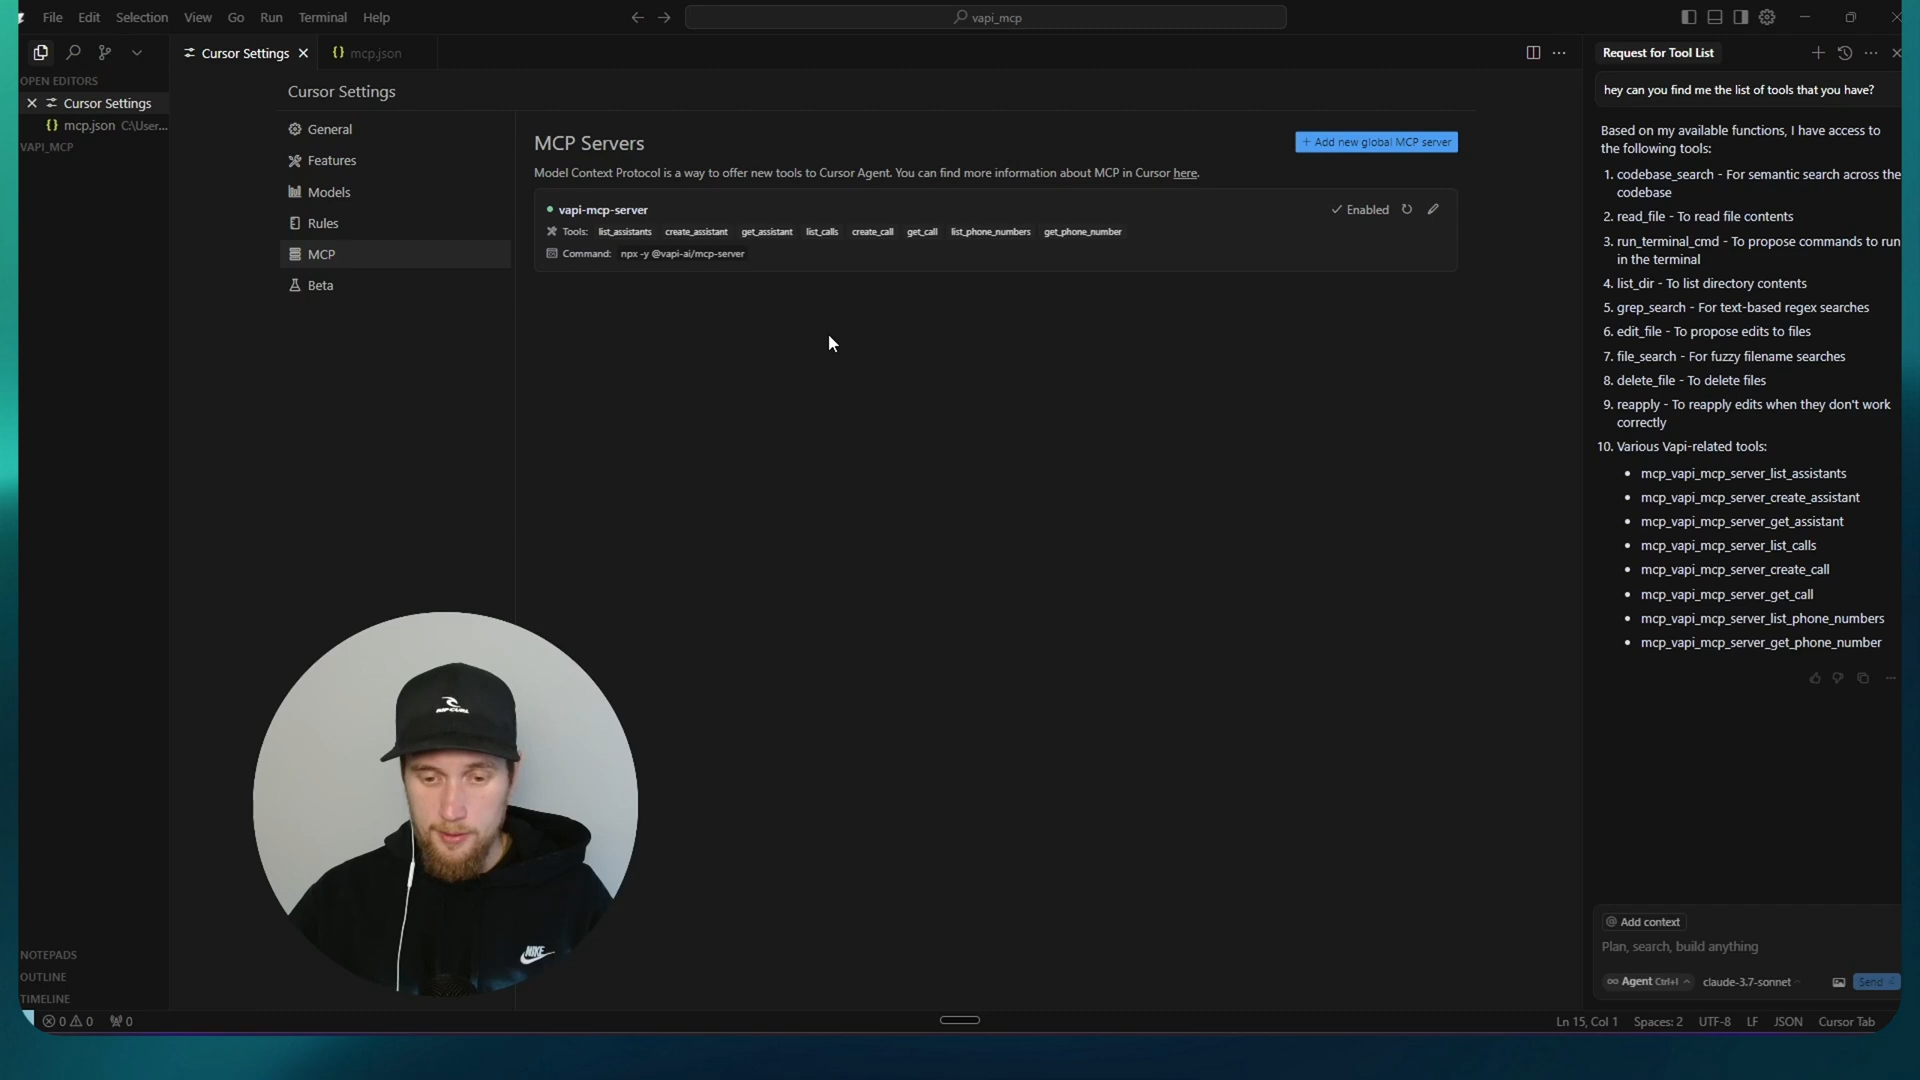 File Edit Selection View Go Run Terminal Help
vapi_mcp
Cursor Settings
mcp.json
OPEN EDITORS
Cursor Settings
mcp.json C:\User...
VAPI_MCP
NOTEPADS
OUTLINE
TIMELINE
Cursor Settings
General
Features
Models
Rules
MCP
Beta
MCP Servers
+ Add new global MCP server
Model Context Protocol is a way to offer new tools to Cursor Agent. You can find more information about MCP in Cursor here.
vapi-mcp-server
Enabled
Tools: list_assistants create_assistant get_assistant list_calls create_call get_call list_phone_numbers get_phone_number
Command: npx -y @vapi-ai/mcp-server
RIP CURL
NIKE
Request for Tool List
hey can you find me the list of tools that you have?
Based on my available functions, I have access to
the following tools:
1. codebase_search - For semantic search across the
codebase
2. read_file - To read file contents
3. run_terminal_cmd - To propose commands to run
in the terminal
4. list_dir - To list directory contents
5. grep_search - For text-based regex searches
6. edit_file - To propose edits to files
7. file_search - For fuzzy filename searches
8. delete_file - To delete files
9. reapply - To reapply edits when they don't work
correctly
10. Various Vapi-related tools:
• mcp_vapi_mcp_server_list_assistants
• mcp_vapi_mcp_server_create_assistant
• mcp_vapi_mcp_server_get_assistant
• mcp_vapi_mcp_server_list_calls
• mcp_vapi_mcp_server_create_call
• mcp_vapi_mcp_server_get_call
• mcp_vapi_mcp_server_list_phone_numbers
• mcp_vapi_mcp_server_get_phone_number
@ Add context
Plan, search, build anything
Agent Ctrl+I claude-3.7-sonnet Send
0 0 0
Ln 15, Col 1 Spaces: 2 UTF-8 LF JSON Cursor Tab